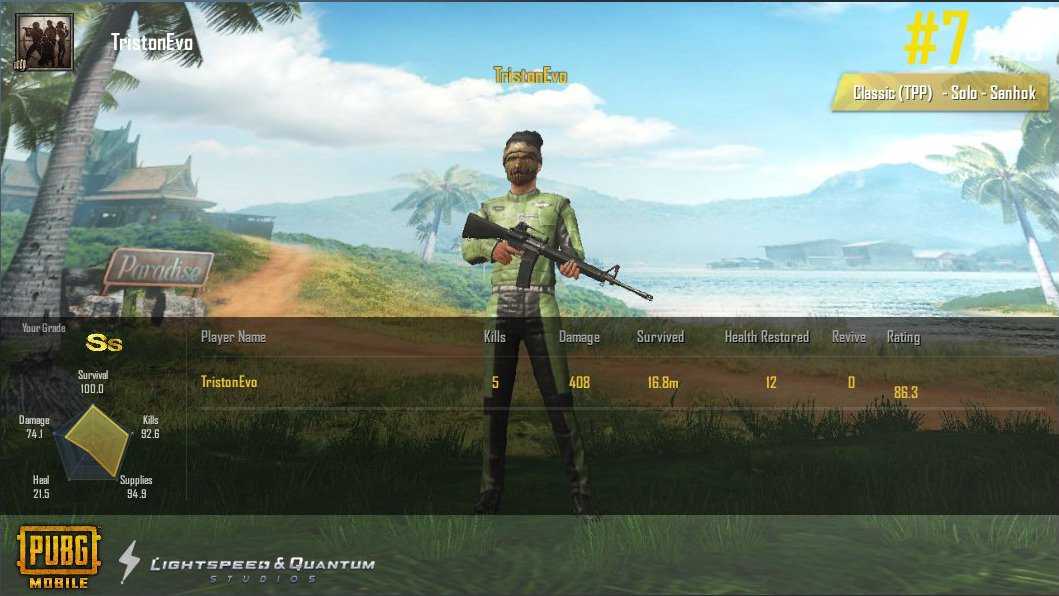 TristonEvo
#7
TristonEvo
Classic (TPP) - Solo - Sanhok
Paradise
Your Grade
Ss
Player Name Kills Damage Survived Health Restored Revive Rating
TristonEvo 5 408 16.8m 12 0 86.3
Survival
100.0
Damage
74.1
Kills
92.6
Heal
21.5
Supplies
94.9
PUBG
MOBILE
LIGHTSPEED & QUANTUM
STUDIOS